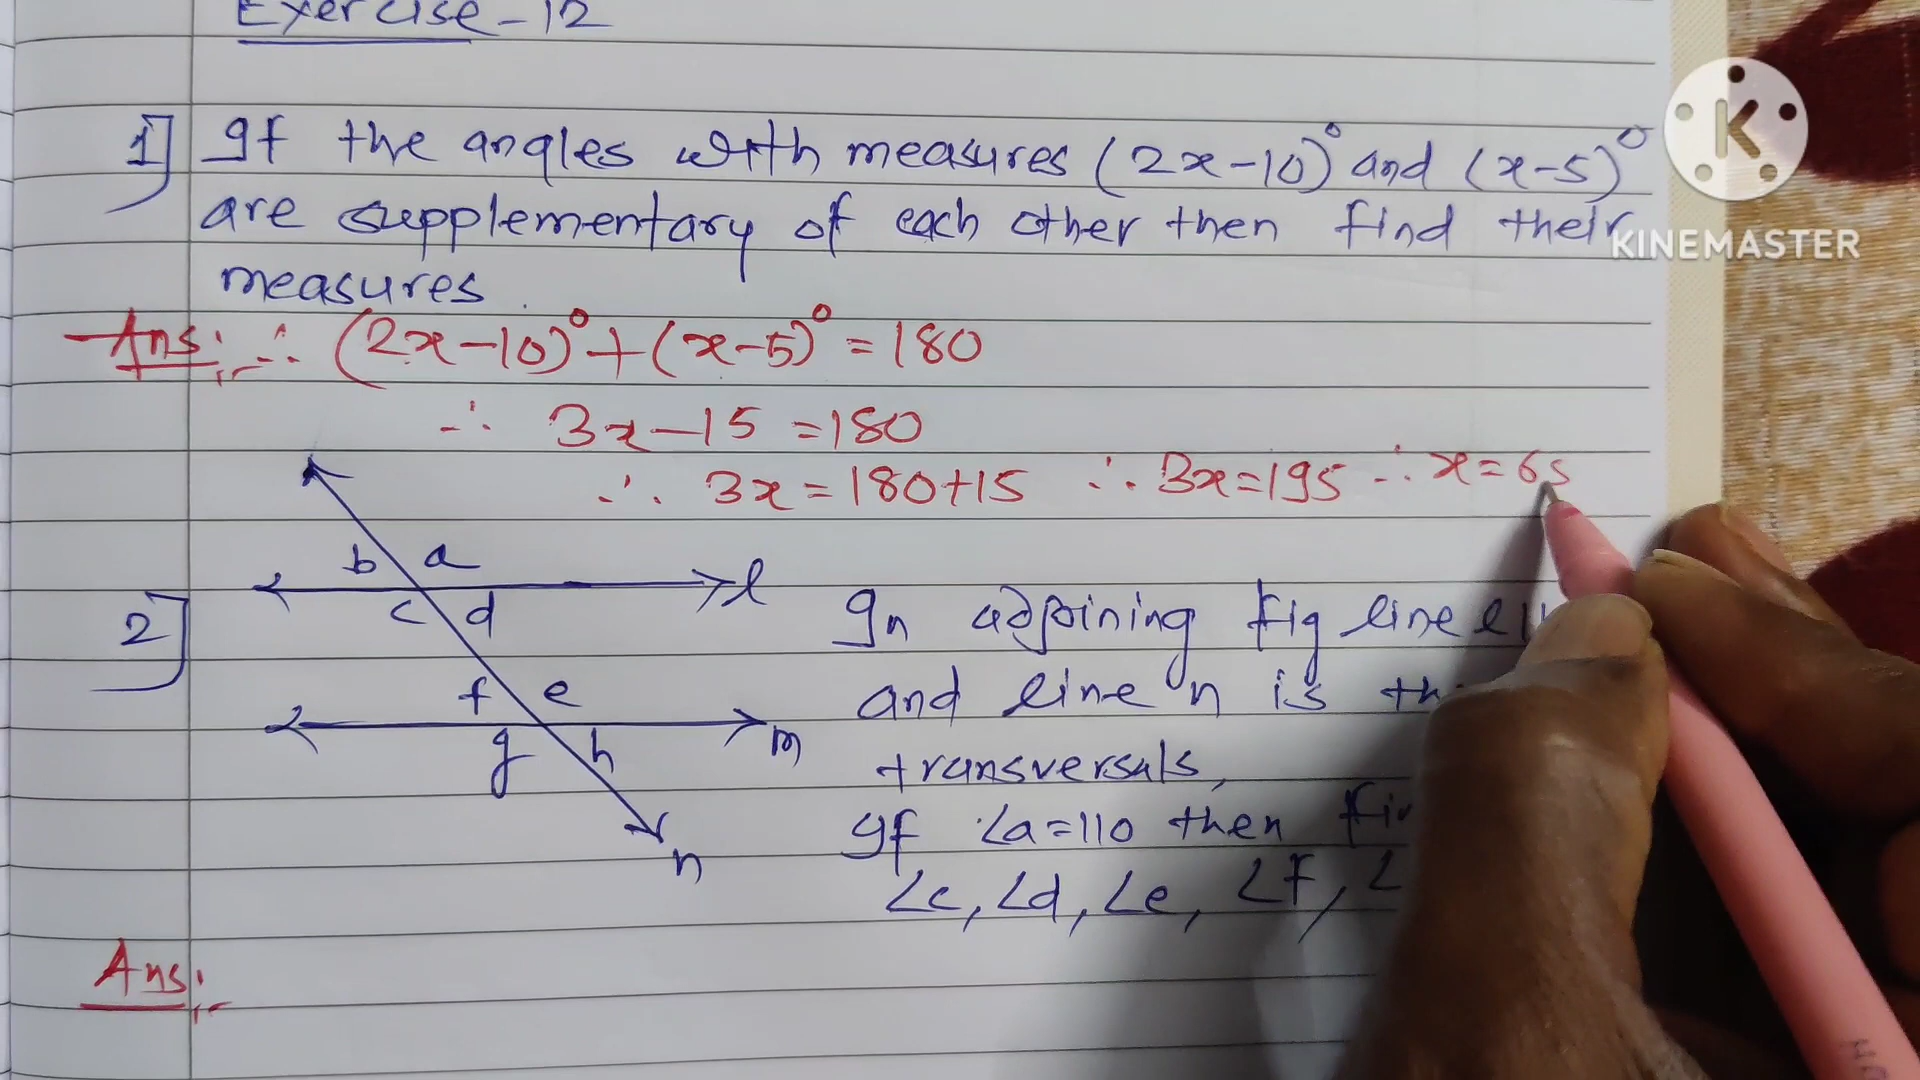 Exercise-12
1] If the angles with measures (2x-10)° and (x-5)°
are supplementary of each other then find their
measures.
KINEMASTER
Ans:- ∴ (2x-10)°+(x-5)°=180
∴ 3x-15=180
∴ 3x=180+15 ∴ 3x=195 ∴ x=65
b a
l
c d
2] In adjoining fig line l ||
f e
and line n is
m
g h
transversals,
n
If ∠a=110 then
∠c, ∠d, ∠e, ∠f, ∠
Ans:-